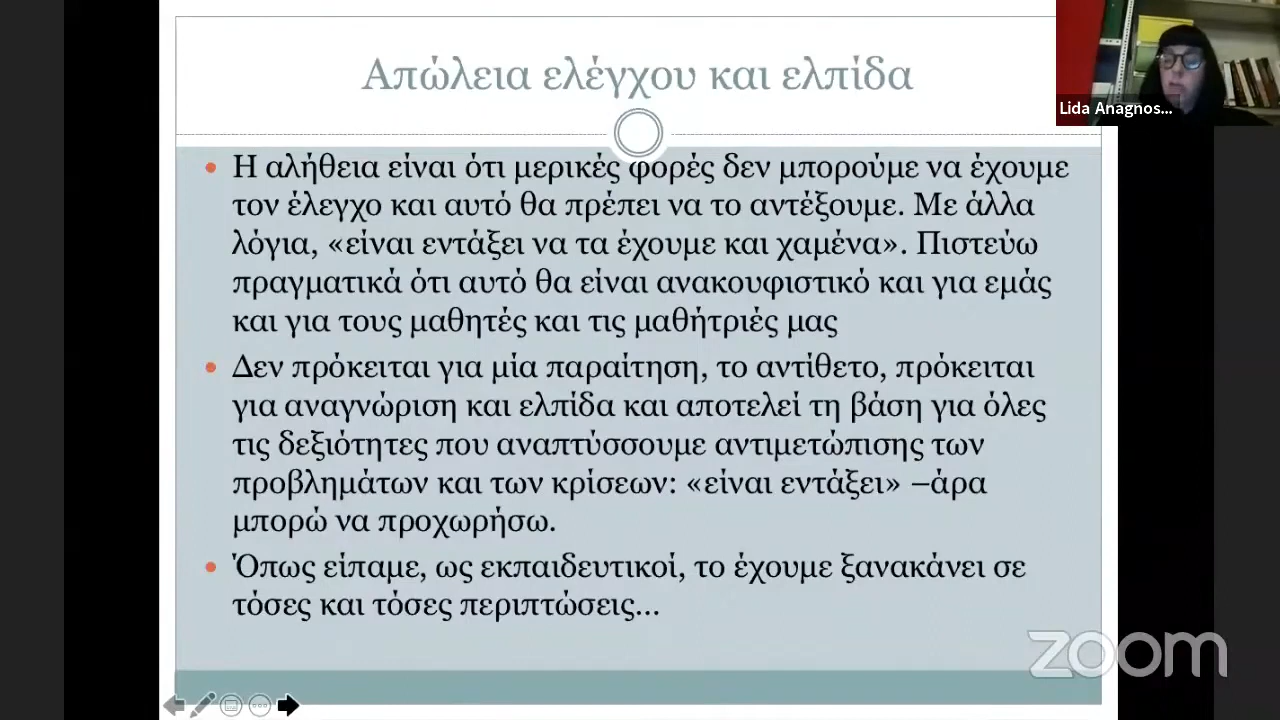 Απώλεια ελέγχου και ελπίδα
Lida Anagnos...
• Η αλήθεια είναι ότι μερικές φορές δεν μπορούμε να έχουμε
τον έλεγχο και αυτό θα πρέπει να το αντέξουμε. Με άλλα
λόγια, «είναι εντάξει να τα έχουμε και χαμένα». Πιστεύω
πραγματικά ότι αυτό θα είναι ανακουφιστικό και για εμάς
και για τους μαθητές και τις μαθήτριές μας
• Δεν πρόκειται για μία παραίτηση, το αντίθετο, πρόκειται
για αναγνώριση και ελπίδα και αποτελεί τη βάση για όλες
τις δεξιότητες που αναπτύσσουμε αντιμετώπισης των
προβλημάτων και των κρίσεων: «είναι εντάξει» –άρα
μπορώ να προχωρήσω.
• Όπως είπαμε, ως εκπαιδευτικοί, το έχουμε ξανακάνει σε
τόσες και τόσες περιπτώσεις...
zoom